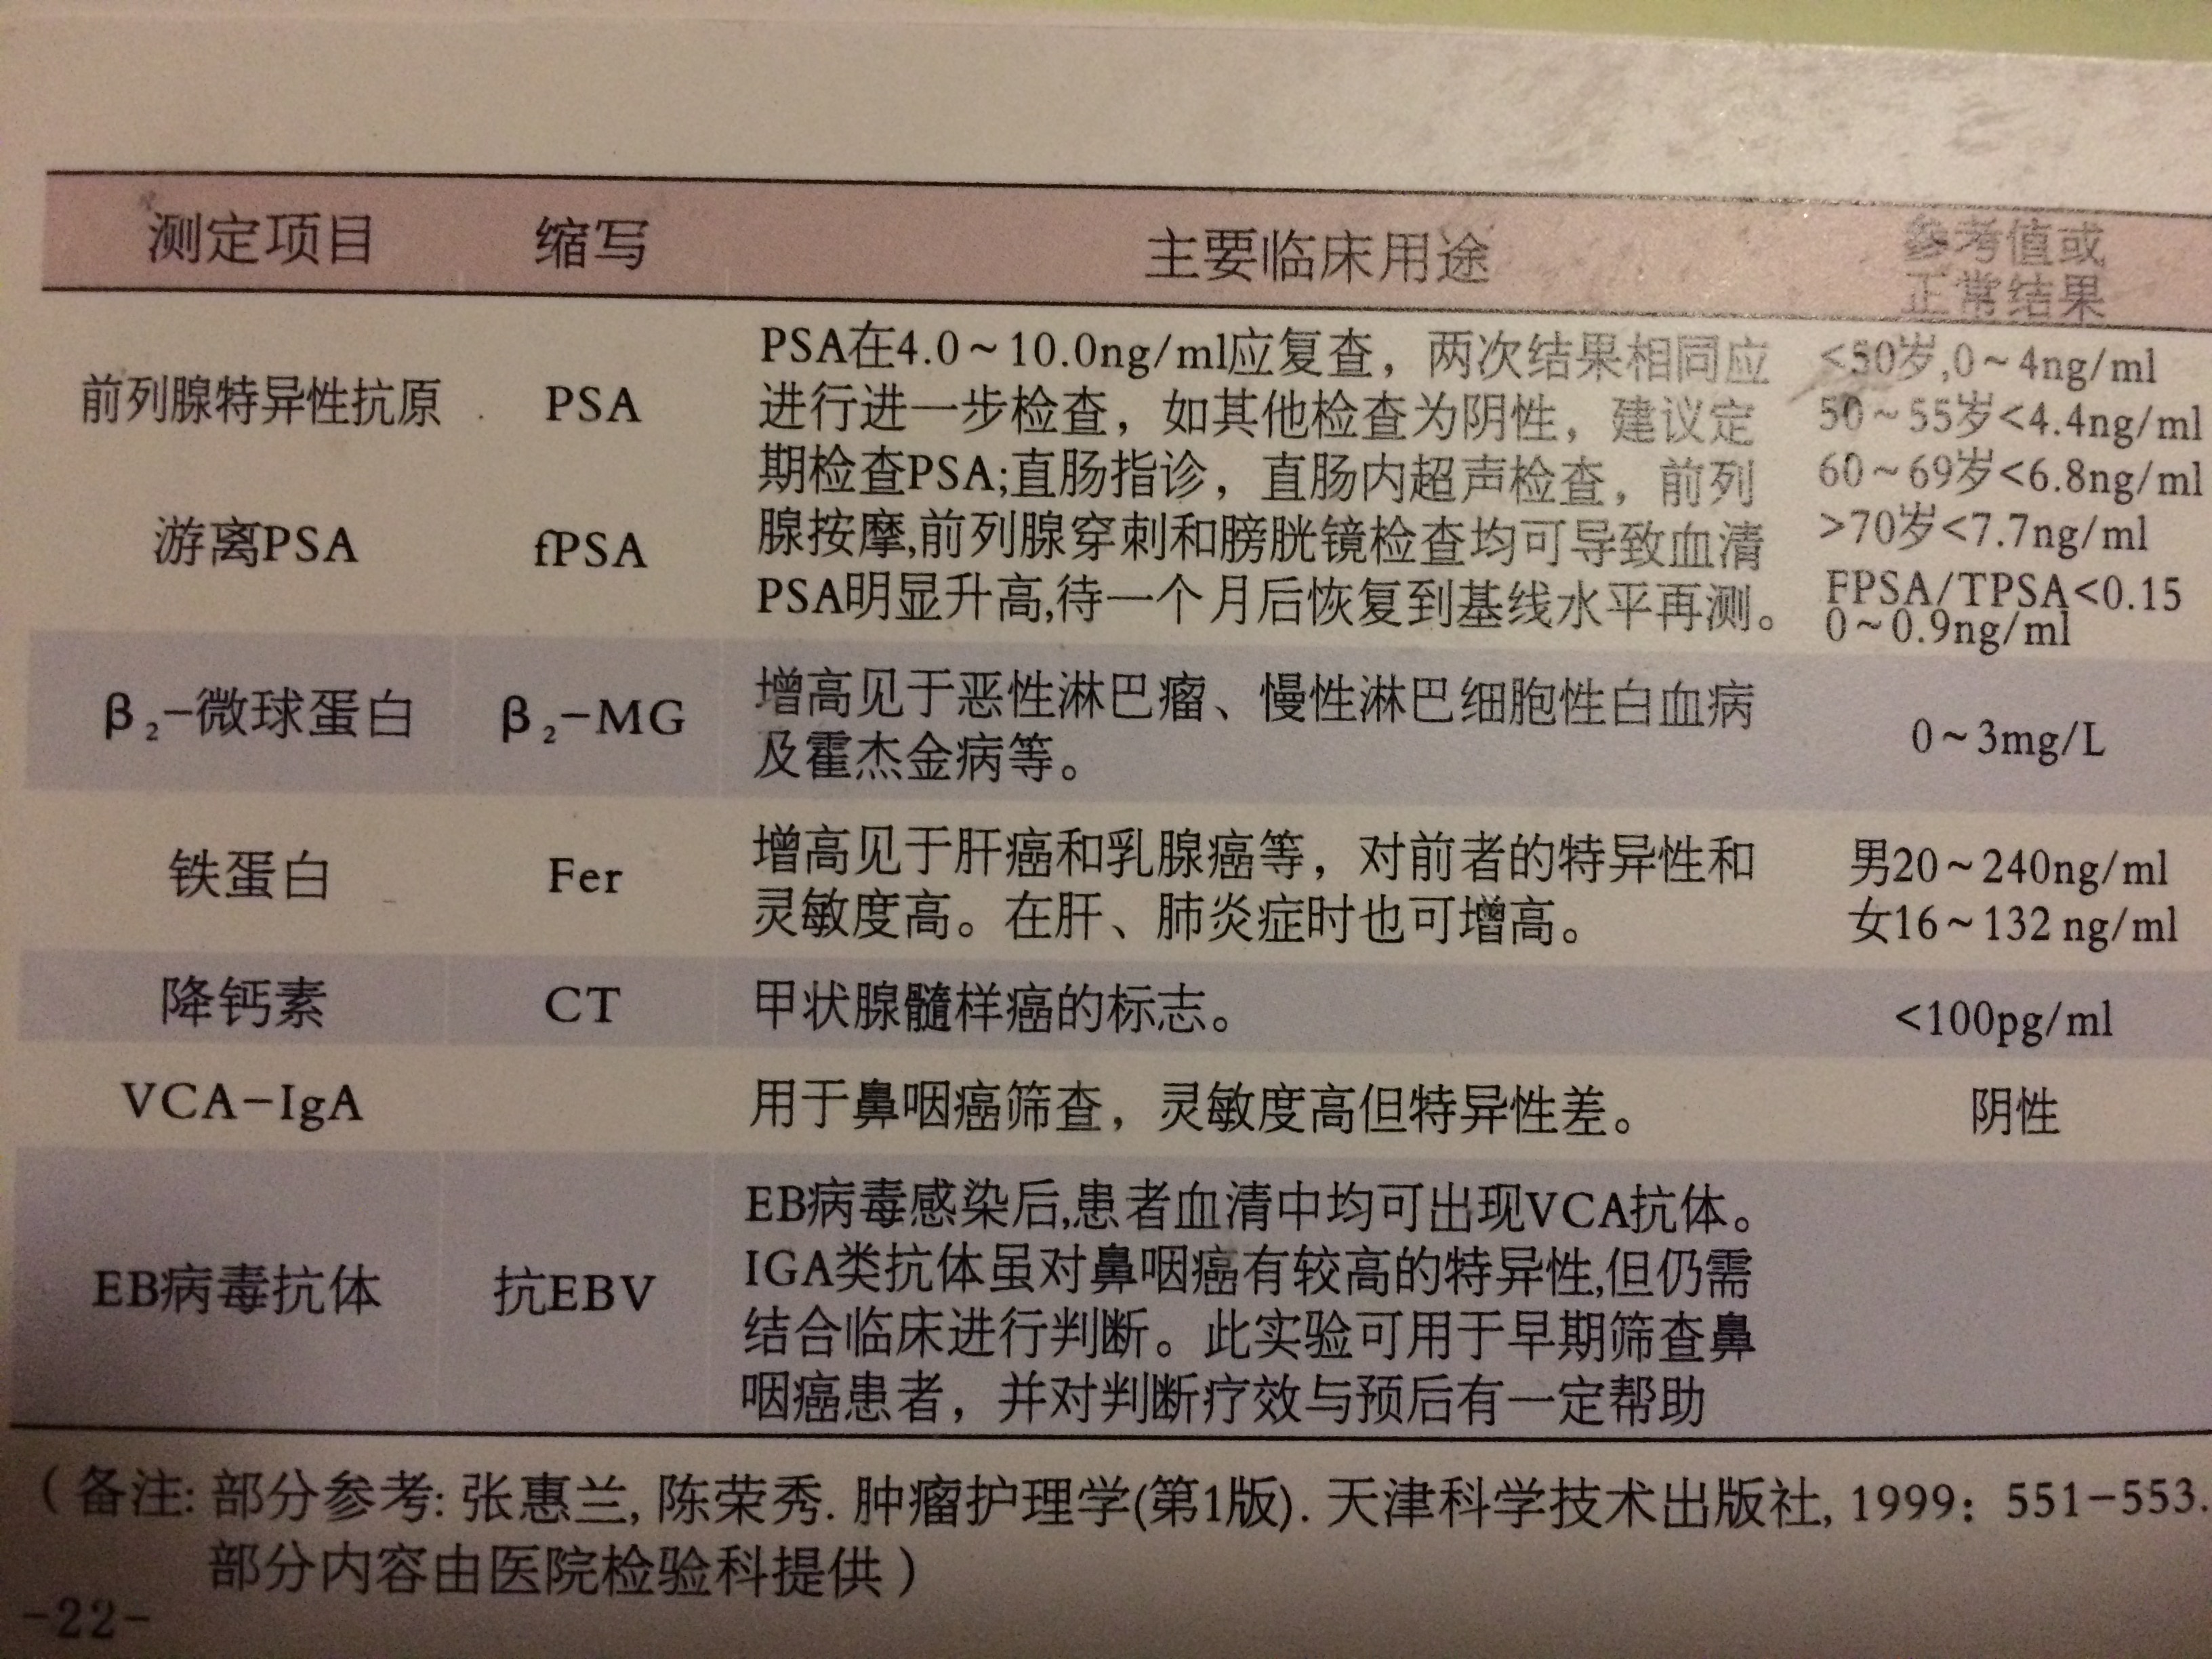 测定项目 缩写 主要临床用途 参考值或
正常结果
前列腺特异性抗原 PSA
游离PSA fPSA
PSA在4.0~10.0ng/ml应复查，两次结果相同应
进行进一步检查，如其他检查为阴性，建议定
期检查PSA;直肠指诊，直肠内超声检查，前列
腺按摩,前列腺穿刺和膀胱镜检查均可导致血清
PSA明显升高,待一个月后恢复到基线水平再测。
<50岁,0~4ng/ml
50~55岁<4.4ng/ml
60~69岁<6.8ng/ml
>70岁<7.7ng/ml
FPSA/TPSA<0.15
0~0.9ng/ml
β₂-微球蛋白 β₂-MG
增高见于恶性淋巴瘤、慢性淋巴细胞性白血病
及霍杰金病等。
0~3mg/L
铁蛋白 Fer
增高见于肝癌和乳腺癌等，对前者的特异性和
灵敏度高。在肝、肺炎症时也可增高。
男20~240ng/ml
女16~132 ng/ml
降钙素 CT 甲状腺髓样癌的标志。 <100pg/ml
VCA-IgA 用于鼻咽癌筛查，灵敏度高但特异性差。 阴性
EB病毒抗体 抗EBV
EB病毒感染后,患者血清中均可出现VCA抗体。
IGA类抗体虽对鼻咽癌有较高的特异性,但仍需
结合临床进行判断。此实验可用于早期筛查鼻
咽癌患者，并对判断疗效与预后有一定帮助
（备注: 部分参考: 张惠兰, 陈荣秀. 肿瘤护理学(第1版). 天津科学技术出版社, 1999: 551-553.
部分内容由医院检验科提供）
-22-